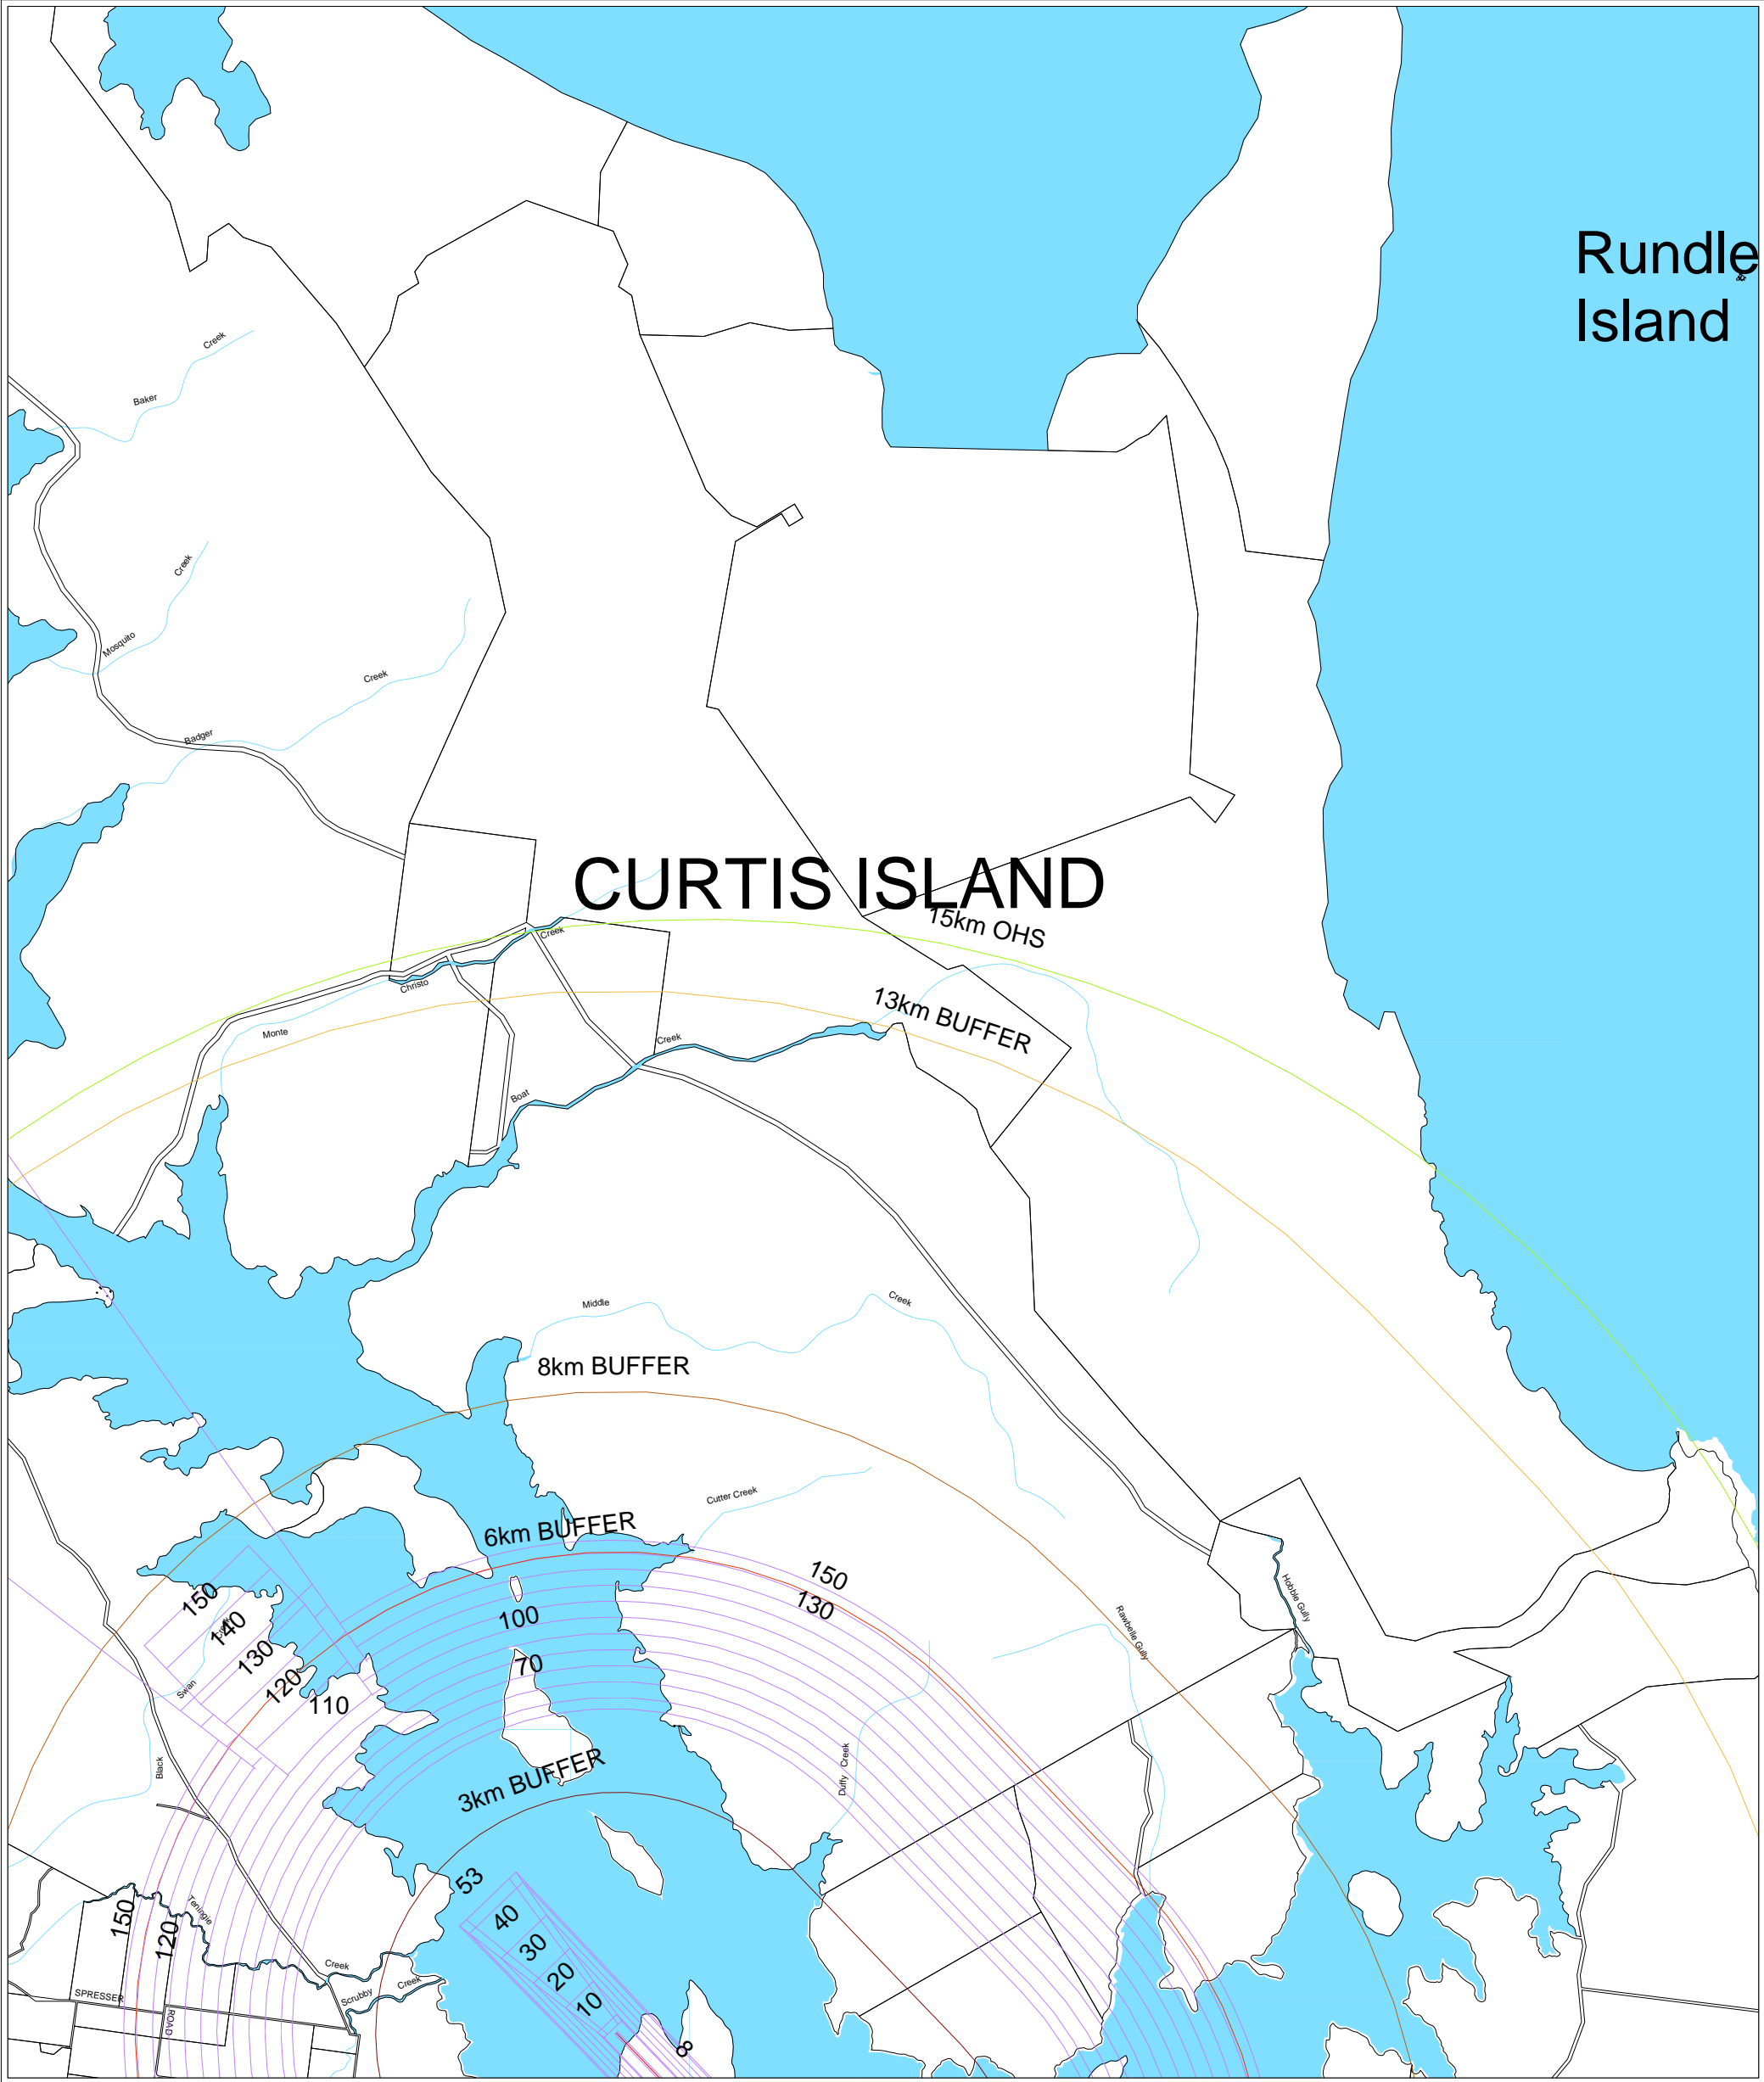 Rundle
Island
Creek
Baker
Creek
Mosquito
Creek
Badger
CURTIS ISLAND
15km OHS
Creek
Christo
Monte
13km BUFFER
Creek
Boat
Middle
Creek
8km BUFFER
Cutter Creek
6km BUFFER
150
130
100
70
150
140
Creek
130
120
110
Swan
Hobble Gully
Rawbelle Gully
Black
Duffy Creek
3km BUFFER
53
40
30
20
10
8
150
120
Teningie
Creek
Scrubby
Creek
SPRESSER
ROAD